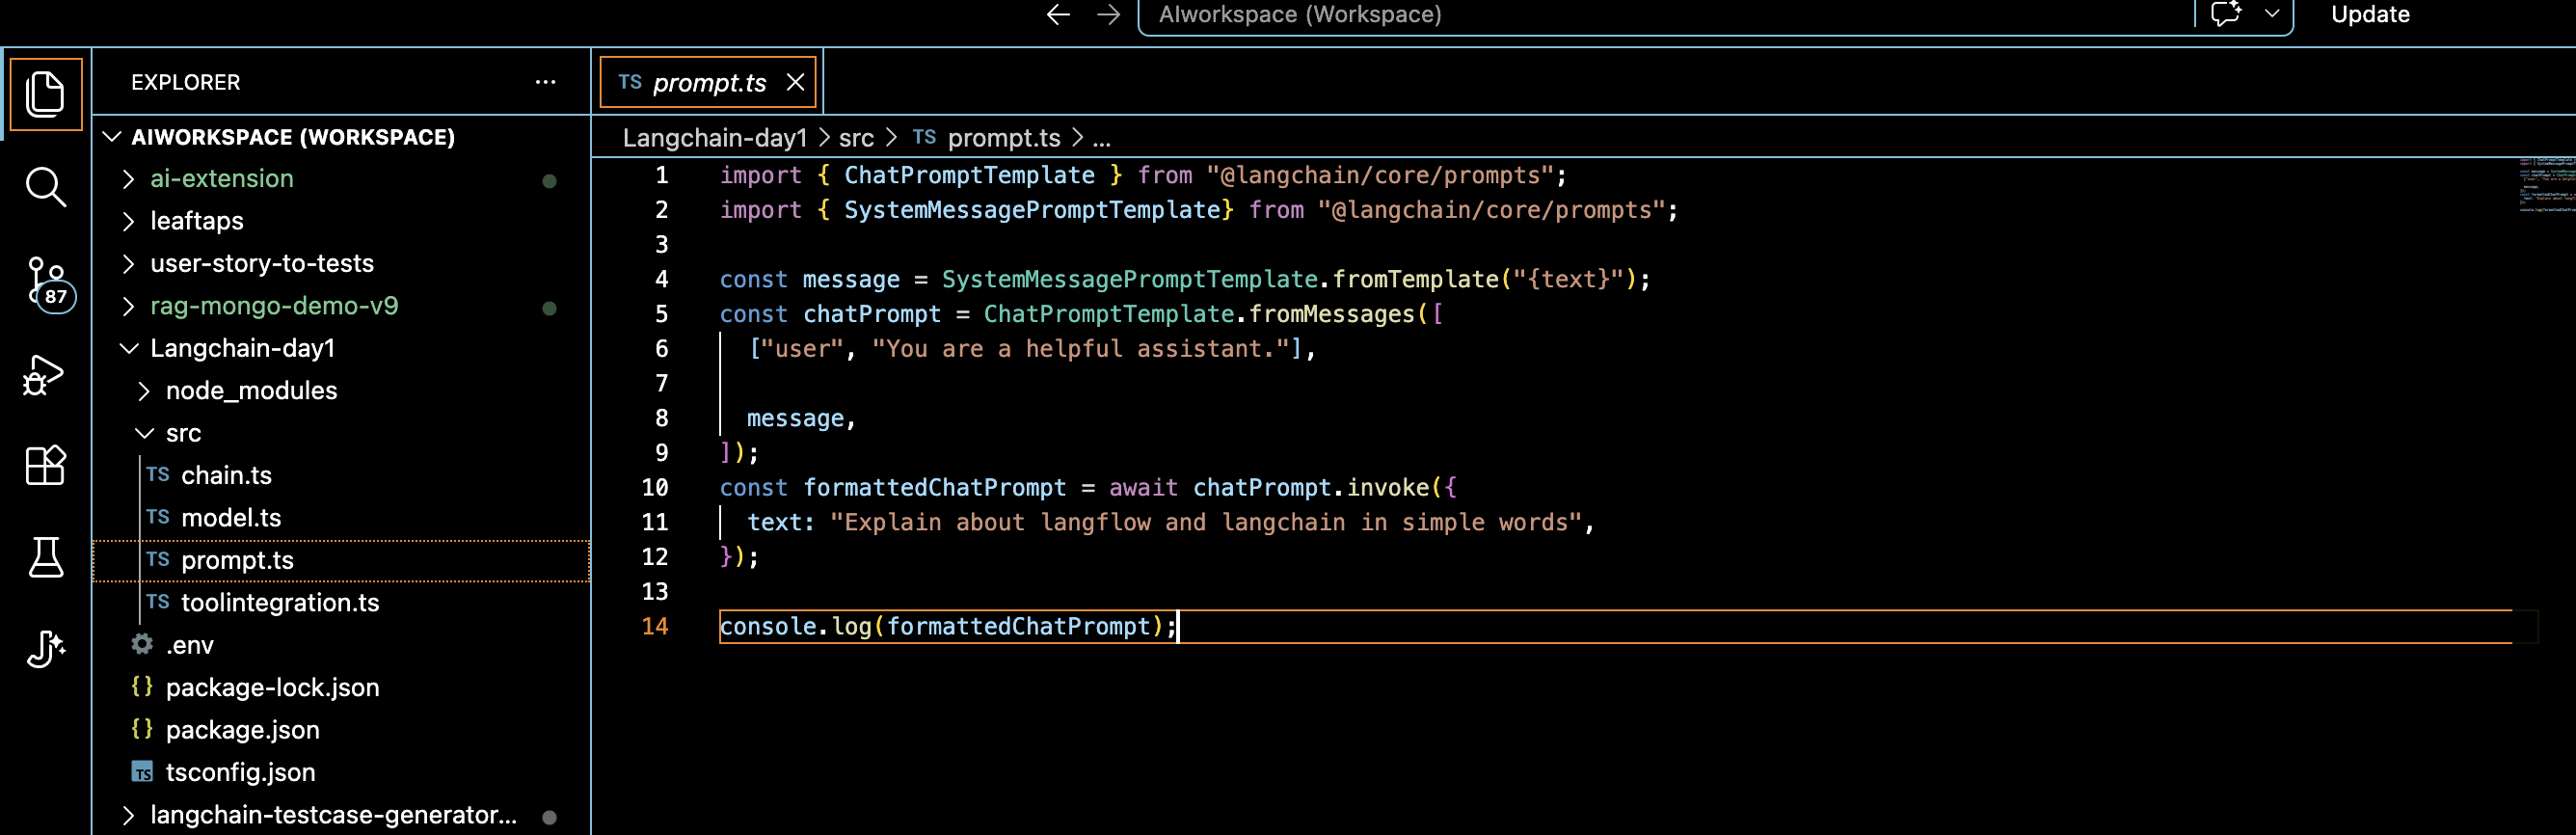 AIworkspace (Workspace)
Update
EXPLORER
TS prompt.ts
AIWORKSPACE (WORKSPACE)
ai-extension
leaftaps
user-story-to-tests
rag-mongo-demo-v9
Langchain-day1
node_modules
src
TS chain.ts
TS model.ts
TS prompt.ts
TS toolintegration.ts
.env
{} package-lock.json
{} package.json
TS tsconfig.json
langchain-testcase-generator...
87
Langchain-day1 > src > TS prompt.ts > ...
1 import { ChatPromptTemplate } from "@langchain/core/prompts";
2 import { SystemMessagePromptTemplate} from "@langchain/core/prompts";
3
4 const message = SystemMessagePromptTemplate.fromTemplate("{text}");
5 const chatPrompt = ChatPromptTemplate.fromMessages([
6 ["user", "You are a helpful assistant."],
7
8 message,
9 ]);
10 const formattedChatPrompt = await chatPrompt.invoke({
11 text: "Explain about langflow and langchain in simple words",
12 });
13
14 console.log(formattedChatPrompt);